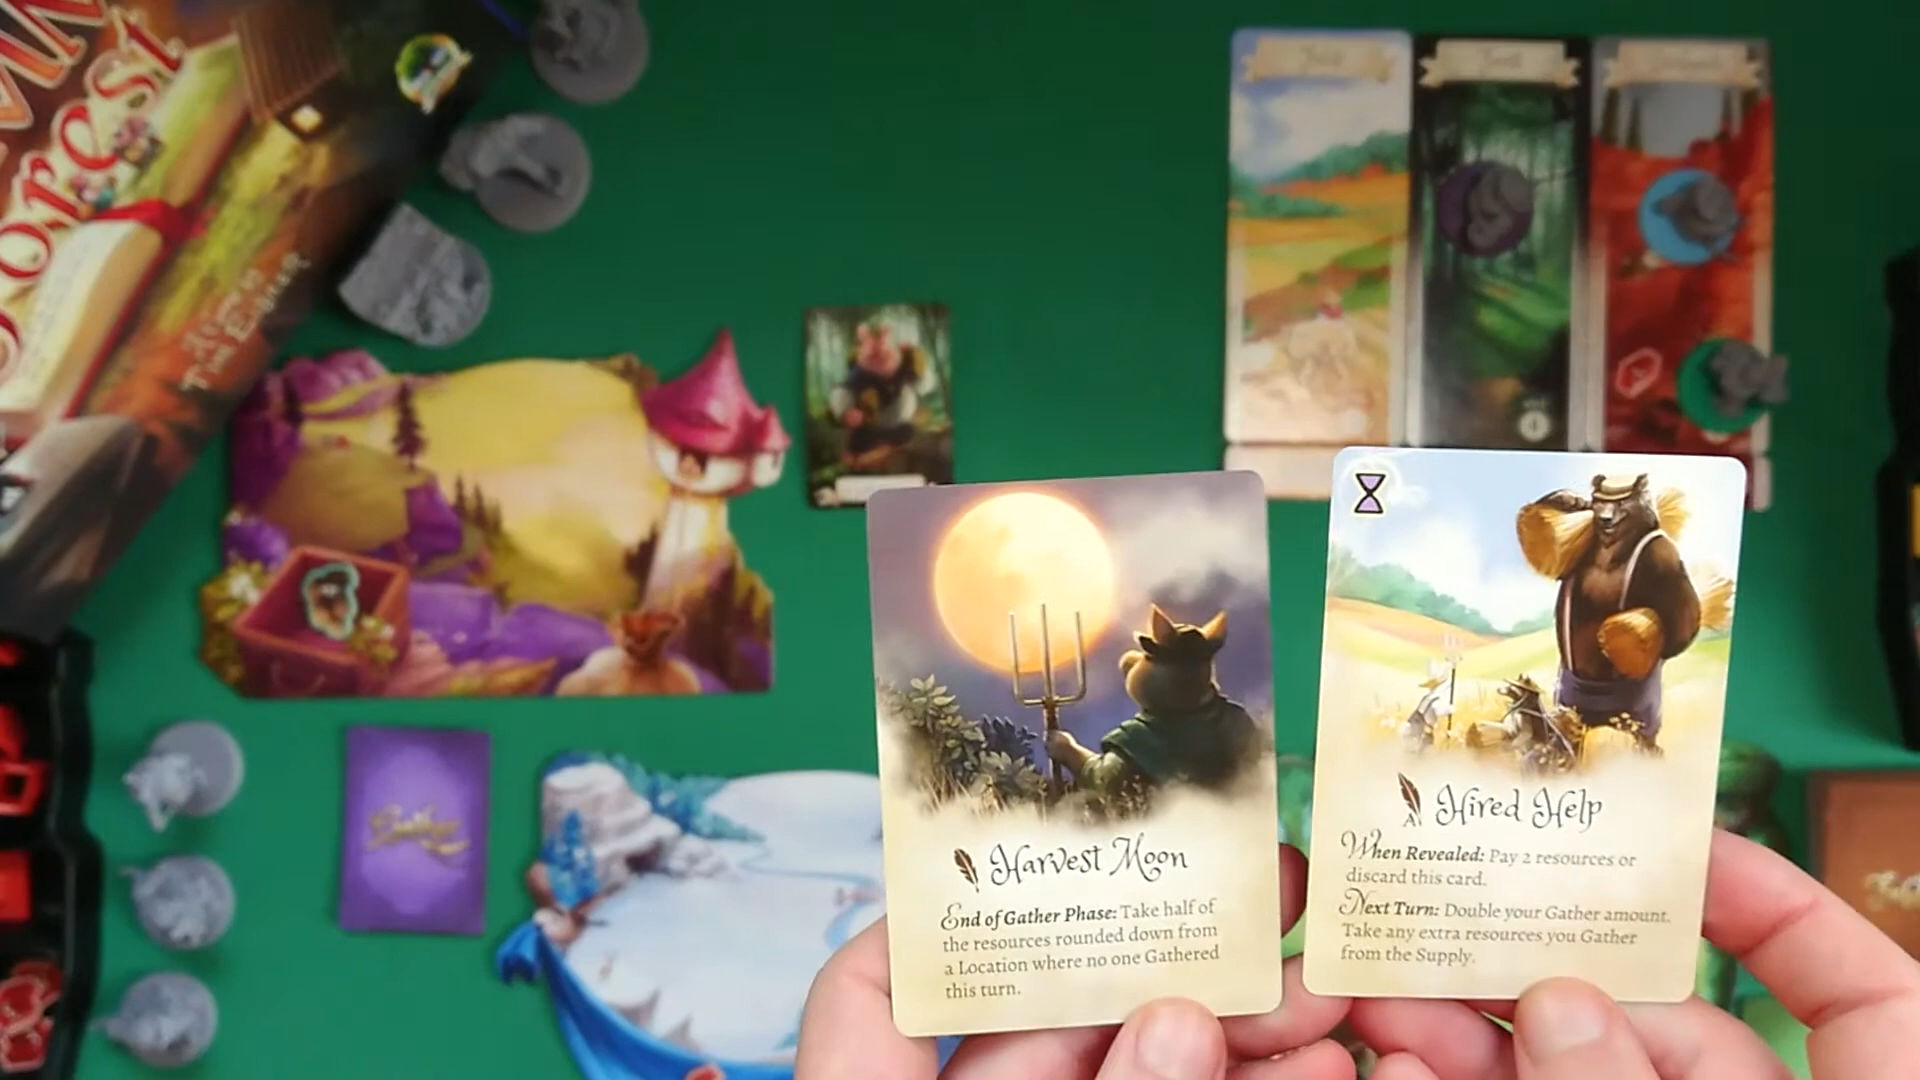 orest
Harvest Moon
End of Gather Phase: Take half of
the resources rounded down from
a Location where no one Gathered
this turn.
Hired Help
When Revealed: Pay 2 resources or
discard this card.
Next Turn: Double your Gather amount.
Take any extra resources you Gather
from the Supply.
Gather